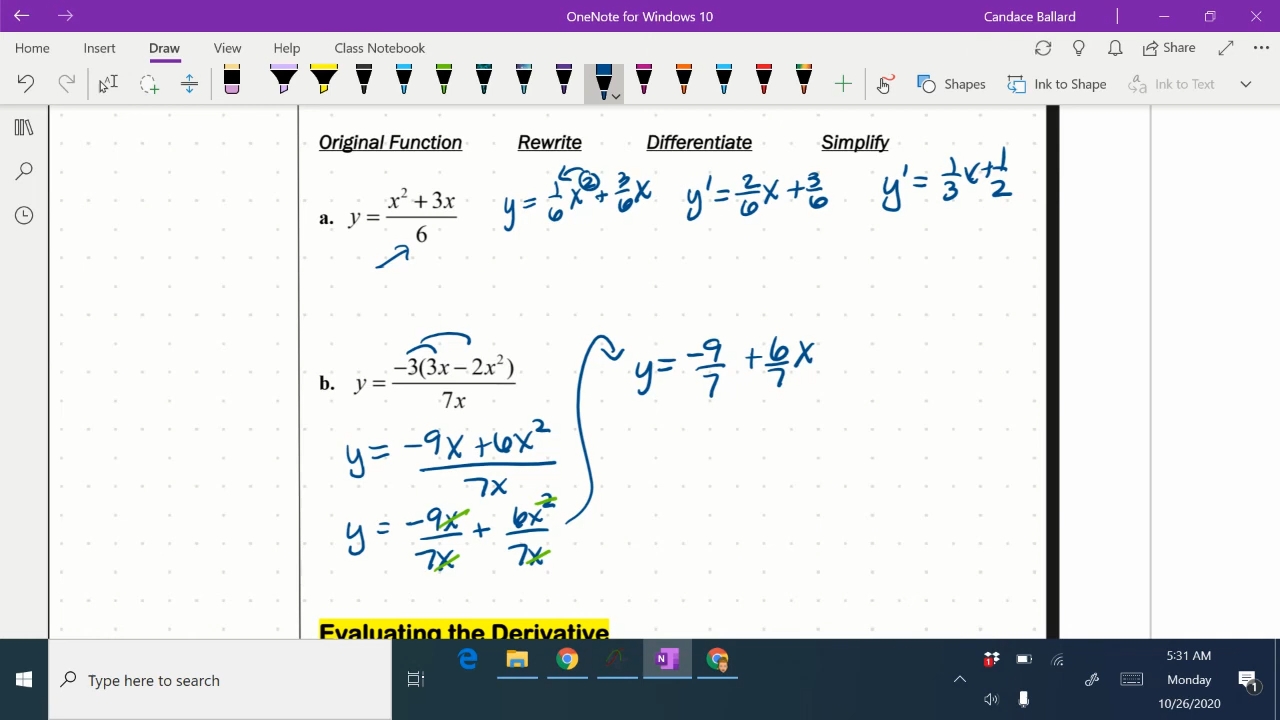 OneNote for Windows 10
Candace Ballard
Home Insert Draw View Help Class Notebook Share
Shapes Ink to Shape Ink to Text
Original Function Rewrite Differentiate Simplify
a. y = (x² + 3x)/6 y = 1/6 x² + 3/6 x y' = 2/6 x + 3/6 y' = 1/3 x + 1/2
b. y = -3(3x - 2x²)/7x y = -9/7 + 6/7 x
y = (-9x + 6x²)/7x
y = -9x/7x + 6x²/7x
Evaluating the Derivative
Type here to search
5:31 AM
Monday
10/26/2020